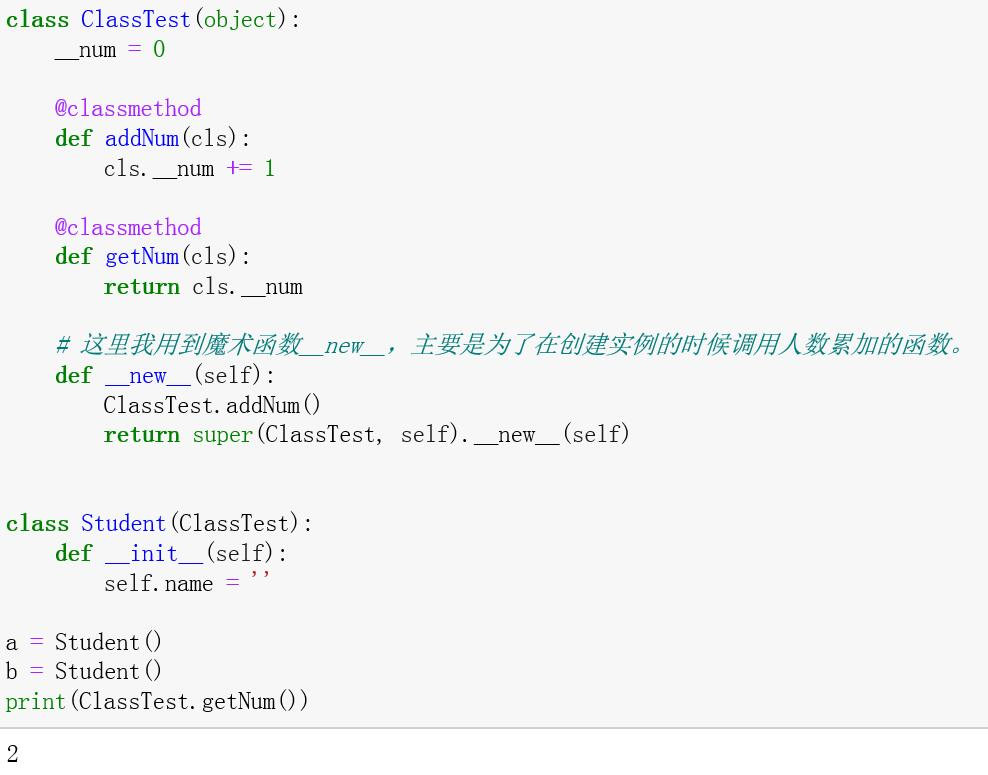 class ClassTest(object):
    __num = 0

    @classmethod
    def addNum(cls):
        cls.__num += 1

    @classmethod
    def getNum(cls):
        return cls.__num

    # 这里我用到魔术函数__new__，主要是为了在创建实例的时候调用人数累加的函数。
    def __new__(self):
        ClassTest.addNum()
        return super(ClassTest, self).__new__(self)


class Student(ClassTest):
    def __init__(self):
        self.name = ''

a = Student()
b = Student()
print(ClassTest.getNum())
2